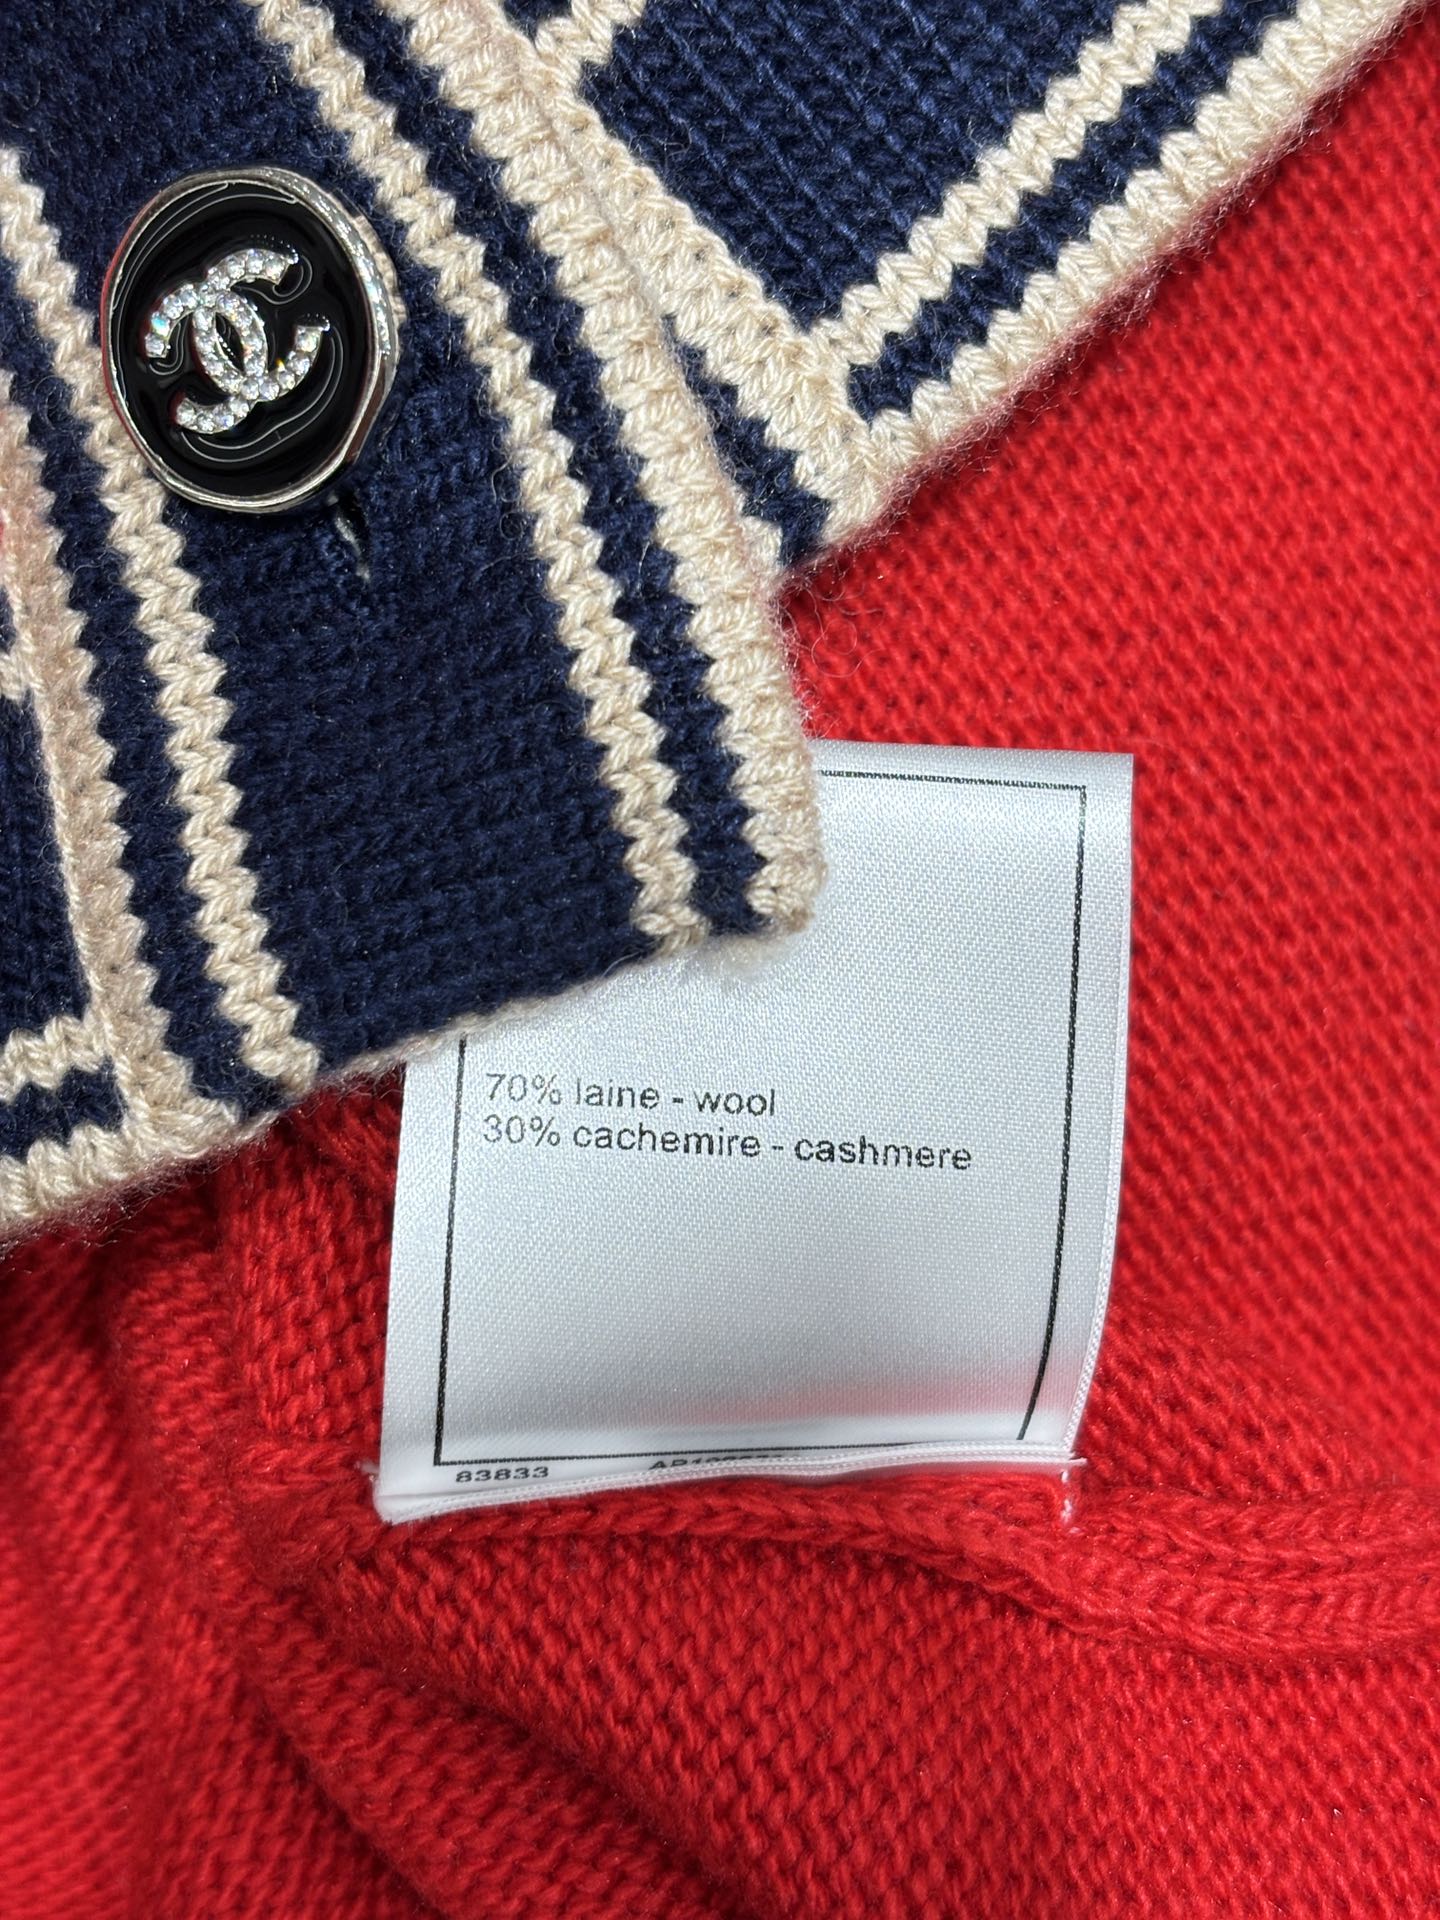 70% laine - wool
30% cachemire - cashmere
83833